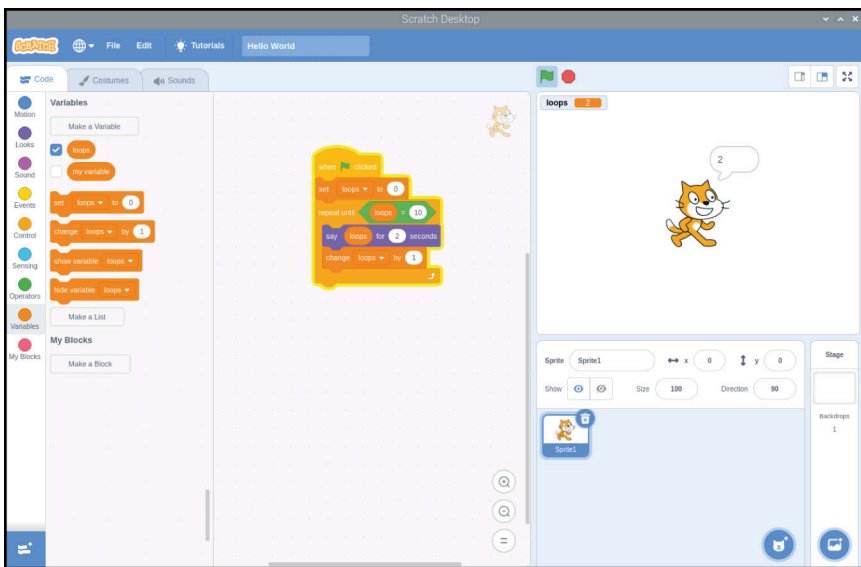 Scratch Desktop
SCRATCH File Edit Tutorials Hello World
Code Costumes Sounds
Motion
Looks
Sound
Events
Control
Sensing
Operators
Variables
My Blocks
Variables
Make a Variable
loops
my variable
set loops to 0
change loops by 1
show variable loops
hide variable loops
Make a List
My Blocks
Make a Block
when clicked
set loops to 0
repeat until loops = 10
say loops for 2 seconds
change loops by 1
loops 2
2
Sprite Sprite1 x 0 y 0
Show Size 100 Direction 90
Sprite1
Stage
Backdrops
1